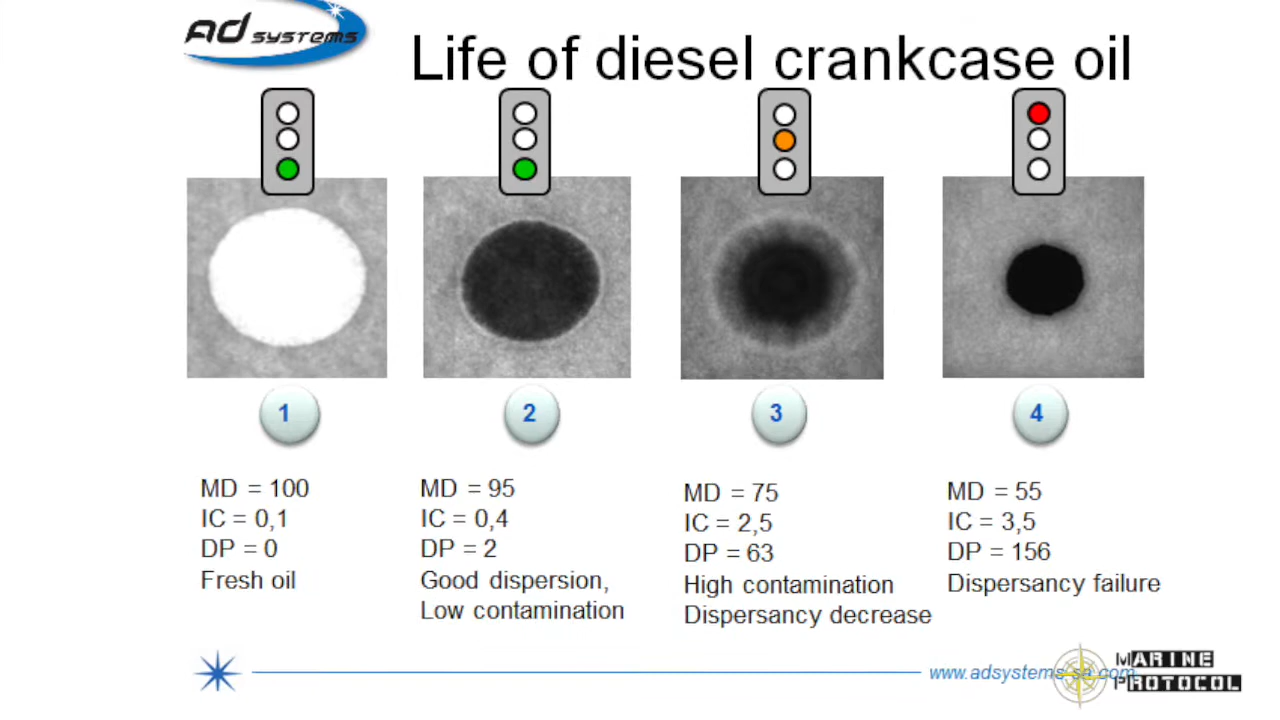 AD SYSTEMS
Life of diesel crankcase oil
1
2
3
4
MD = 100
IC = 0,1
DP = 0
Fresh oil
MD = 95
IC = 0,4
DP = 2
Good dispersion,
Low contamination
MD = 75
IC = 2,5
DP = 63
High contamination
Dispersancy decrease
MD = 55
IC = 3,5
DP = 156
Dispersancy failure
www.adsystems-sa.com
MARINE
PROTOCOL